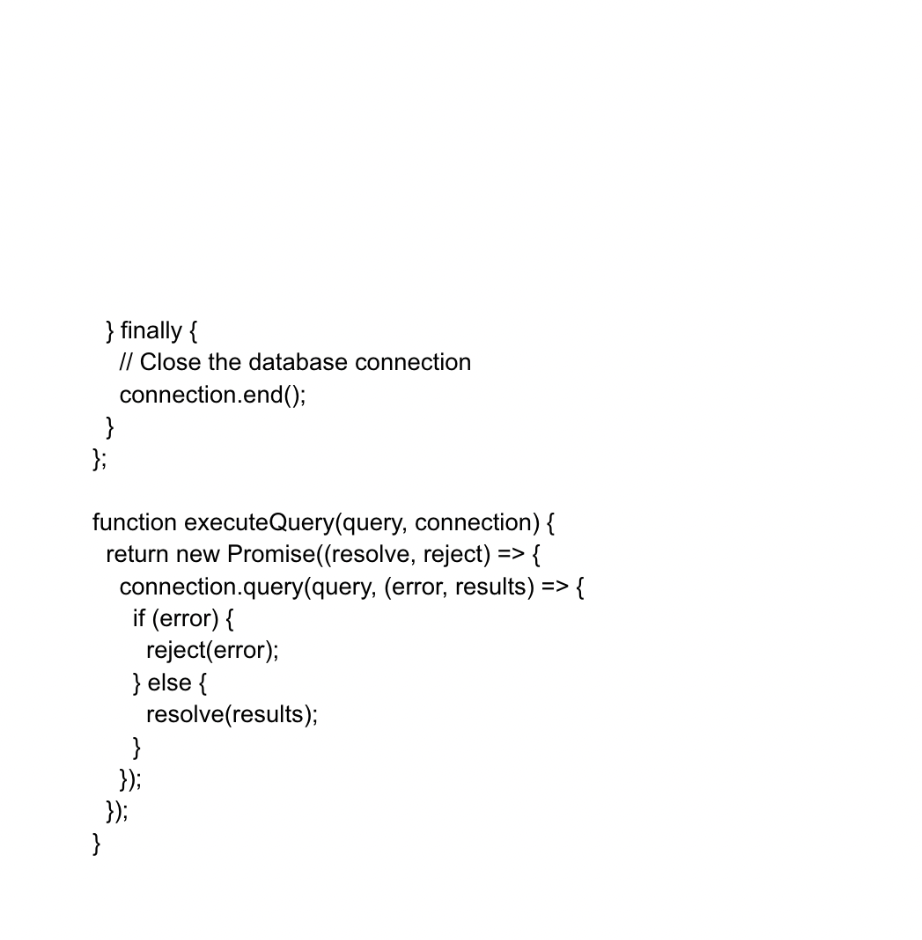 } finally {
// Close the database connection
connection.end();
}
};
function executeQuery(query, connection) {
return new Promise((resolve, reject) => {
connection.query(query, (error, results) => {
if (error) {
reject(error);
} else {
resolve(results);
}
});
});
}